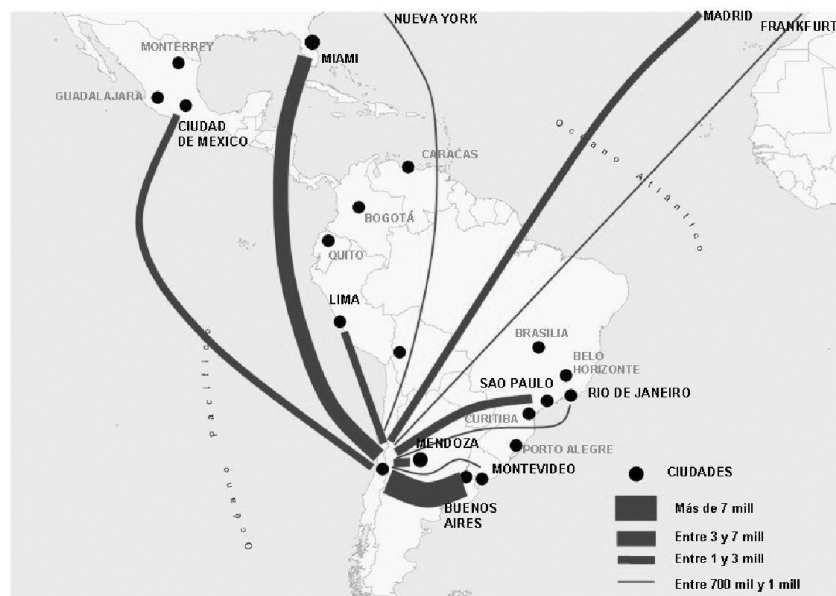 NUEVA YORK
MADRID
FRANKFURT
MONTERREY
MIAMI
GUADALAJARA
CIUDAD
DE MEXICO
Océano Atlántico
CARACAS
BOGOTÁ
QUITO
LIMA
BRASILIA
BELO
HORIZONTE
SAO PAULO
RIO DE JANEIRO
CURITIBA
Océano pacífico
MENDOZA
PORTO ALEGRE
MONTEVIDEO
CIUDADES
BUENOS
AIRES
Más de 7 mill
Entre 3 y 7 mill
Entre 1 y 3 mill
Entre 700 mil y 1 mill